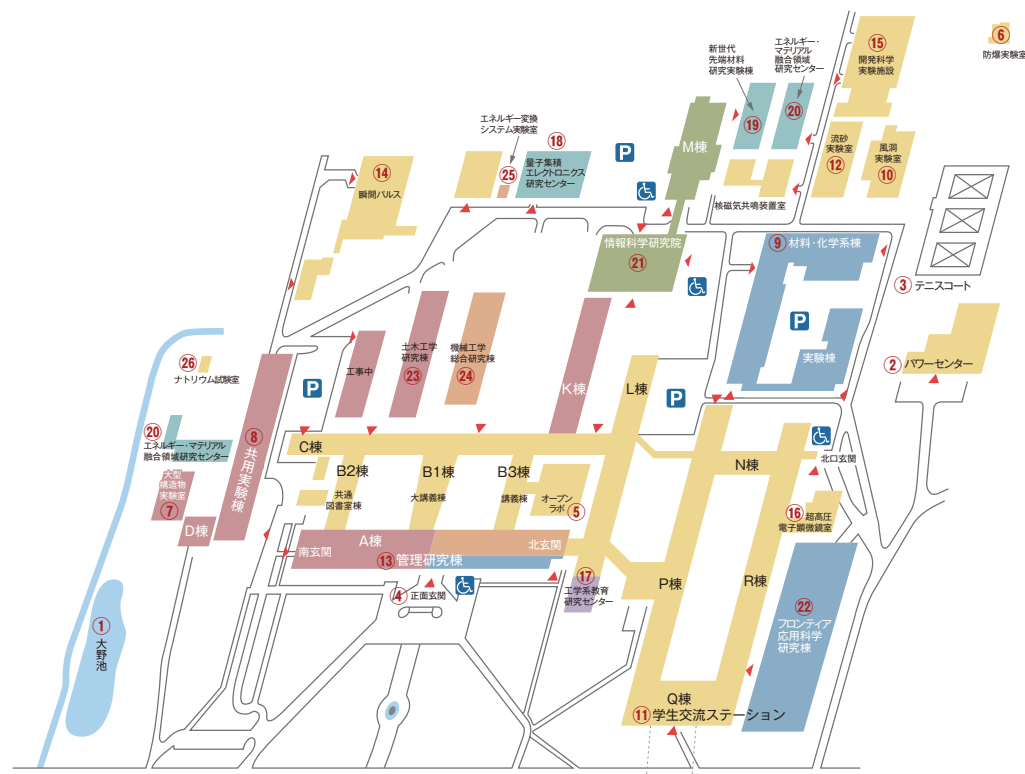 ⑥
防爆実験室
⑮
開発科学
実験施設
新世代
先端材料
研究実験棟
エネルギー・
マテリアル
融合領域
研究センター
⑲
⑳
エネルギー変換
システム実験室
⑱
量子集積
エレクトロニクス
研究センター
㉕
P
M棟
流砂
実験室
⑫
風洞
実験室
⑩
⑭
瞬間パルス
核磁気共鳴装置室
情報科学研究院
㉑
⑨材料・化学系棟
③テニスコート
P
実験棟
②パワーセンター
㉖
ナトリウム試験室
工事中
土木工学
研究棟
㉓
機械工学
総合研究棟
㉔
K棟
L棟
P
P
⑳
エネルギー・マテリアル
融合領域研究センター
⑧
共用実験棟
大型
構造物
実験室
⑦
D棟
C棟
B2棟
B1棟
B3棟
共通
図書室棟
大講義棟
講義棟
オープン
ラボ
⑤
N棟
北口玄関
⑯超高圧
電子顕微鏡室
A棟
南玄関
北玄関
⑬管理研究棟
④正面玄関
⑰
工学系教育
研究センター
P棟
R棟
㉒
フロンティア
応用科学
研究棟
①
大野池
Q棟
⑪学生交流ステーション